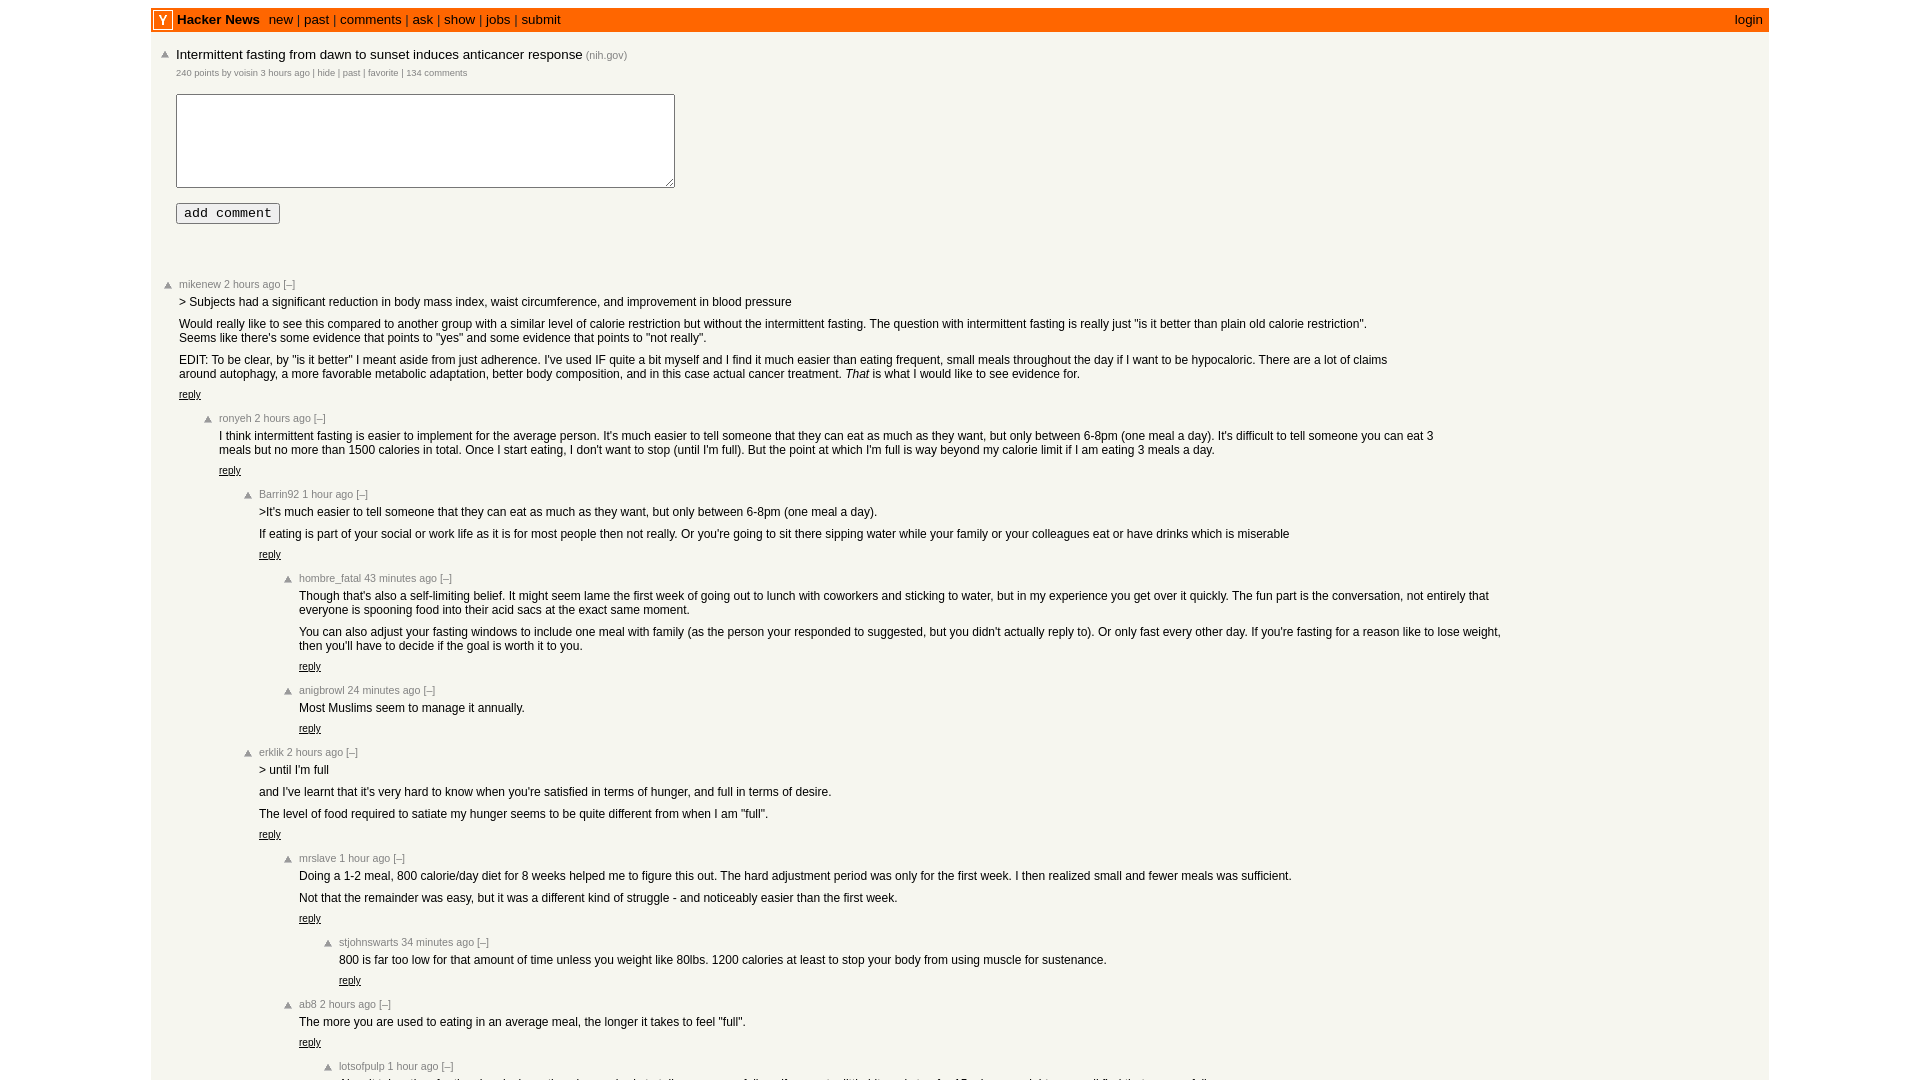 Y Hacker News new | past | comments | ask | show | jobs | submit login
Intermittent fasting from dawn to sunset induces anticancer response (nih.gov)
240 points by voisin 3 hours ago | hide | past | favorite | 134 comments
add comment
mikenew 2 hours ago [–]
> Subjects had a significant reduction in body mass index, waist circumference, and improvement in blood pressure
Would really like to see this compared to another group with a similar level of calorie restriction but without the intermittent fasting. The question with intermittent fasting is really just "is it better than plain old calorie restriction".
Seems like there's some evidence that points to "yes" and some evidence that points to "not really".
EDIT: To be clear, by "is it better" I meant aside from just adherence. I've used IF quite a bit myself and I find it much easier than eating frequent, small meals throughout the day if I want to be hypocaloric. There are a lot of claims
around autophagy, a more favorable metabolic adaptation, better body composition, and in this case actual cancer treatment. That is what I would like to see evidence for.
reply
ronyeh 2 hours ago [–]
I think intermittent fasting is easier to implement for the average person. It's much easier to tell someone that they can eat as much as they want, but only between 6-8pm (one meal a day). It's difficult to tell someone you can eat 3
meals but no more than 1500 calories in total. Once I start eating, I don't want to stop (until I'm full). But the point at which I'm full is way beyond my calorie limit if I am eating 3 meals a day.
reply
Barrin92 1 hour ago [–]
>It's much easier to tell someone that they can eat as much as they want, but only between 6-8pm (one meal a day).
If eating is part of your social or work life as it is for most people then not really. Or you're going to sit there sipping water while your family or your colleagues eat or have drinks which is miserable
reply
hombre_fatal 43 minutes ago [–]
Though that's also a self-limiting belief. It might seem lame the first week of going out to lunch with coworkers and sticking to water, but in my experience you get over it quickly. The fun part is the conversation, not entirely that
everyone is spooning food into their acid sacs at the exact same moment.
You can also adjust your fasting windows to include one meal with family (as the person your responded to suggested, but you didn't actually reply to). Or only fast every other day. If you're fasting for a reason like to lose weight,
then you'll have to decide if the goal is worth it to you.
reply
anigbrowl 24 minutes ago [–]
Most Muslims seem to manage it annually.
reply
erklik 2 hours ago [–]
> until I'm full
and I've learnt that it's very hard to know when you're satisfied in terms of hunger, and full in terms of desire.
The level of food required to satiate my hunger seems to be quite different from when I am "full".
reply
mrslave 1 hour ago [–]
Doing a 1-2 meal, 800 calorie/day diet for 8 weeks helped me to figure this out. The hard adjustment period was only for the first week. I then realized small and fewer meals was sufficient.
Not that the remainder was easy, but it was a different kind of struggle - and noticeably easier than the first week.
reply
stjohnswarts 34 minutes ago [–]
800 is far too low for that amount of time unless you weight like 80lbs. 1200 calories at least to stop your body from using muscle for sustenance.
reply
ab8 2 hours ago [–]
The more you are used to eating in an average meal, the longer it takes to feel "full".
reply
lotsofpulp 1 hour ago [–]